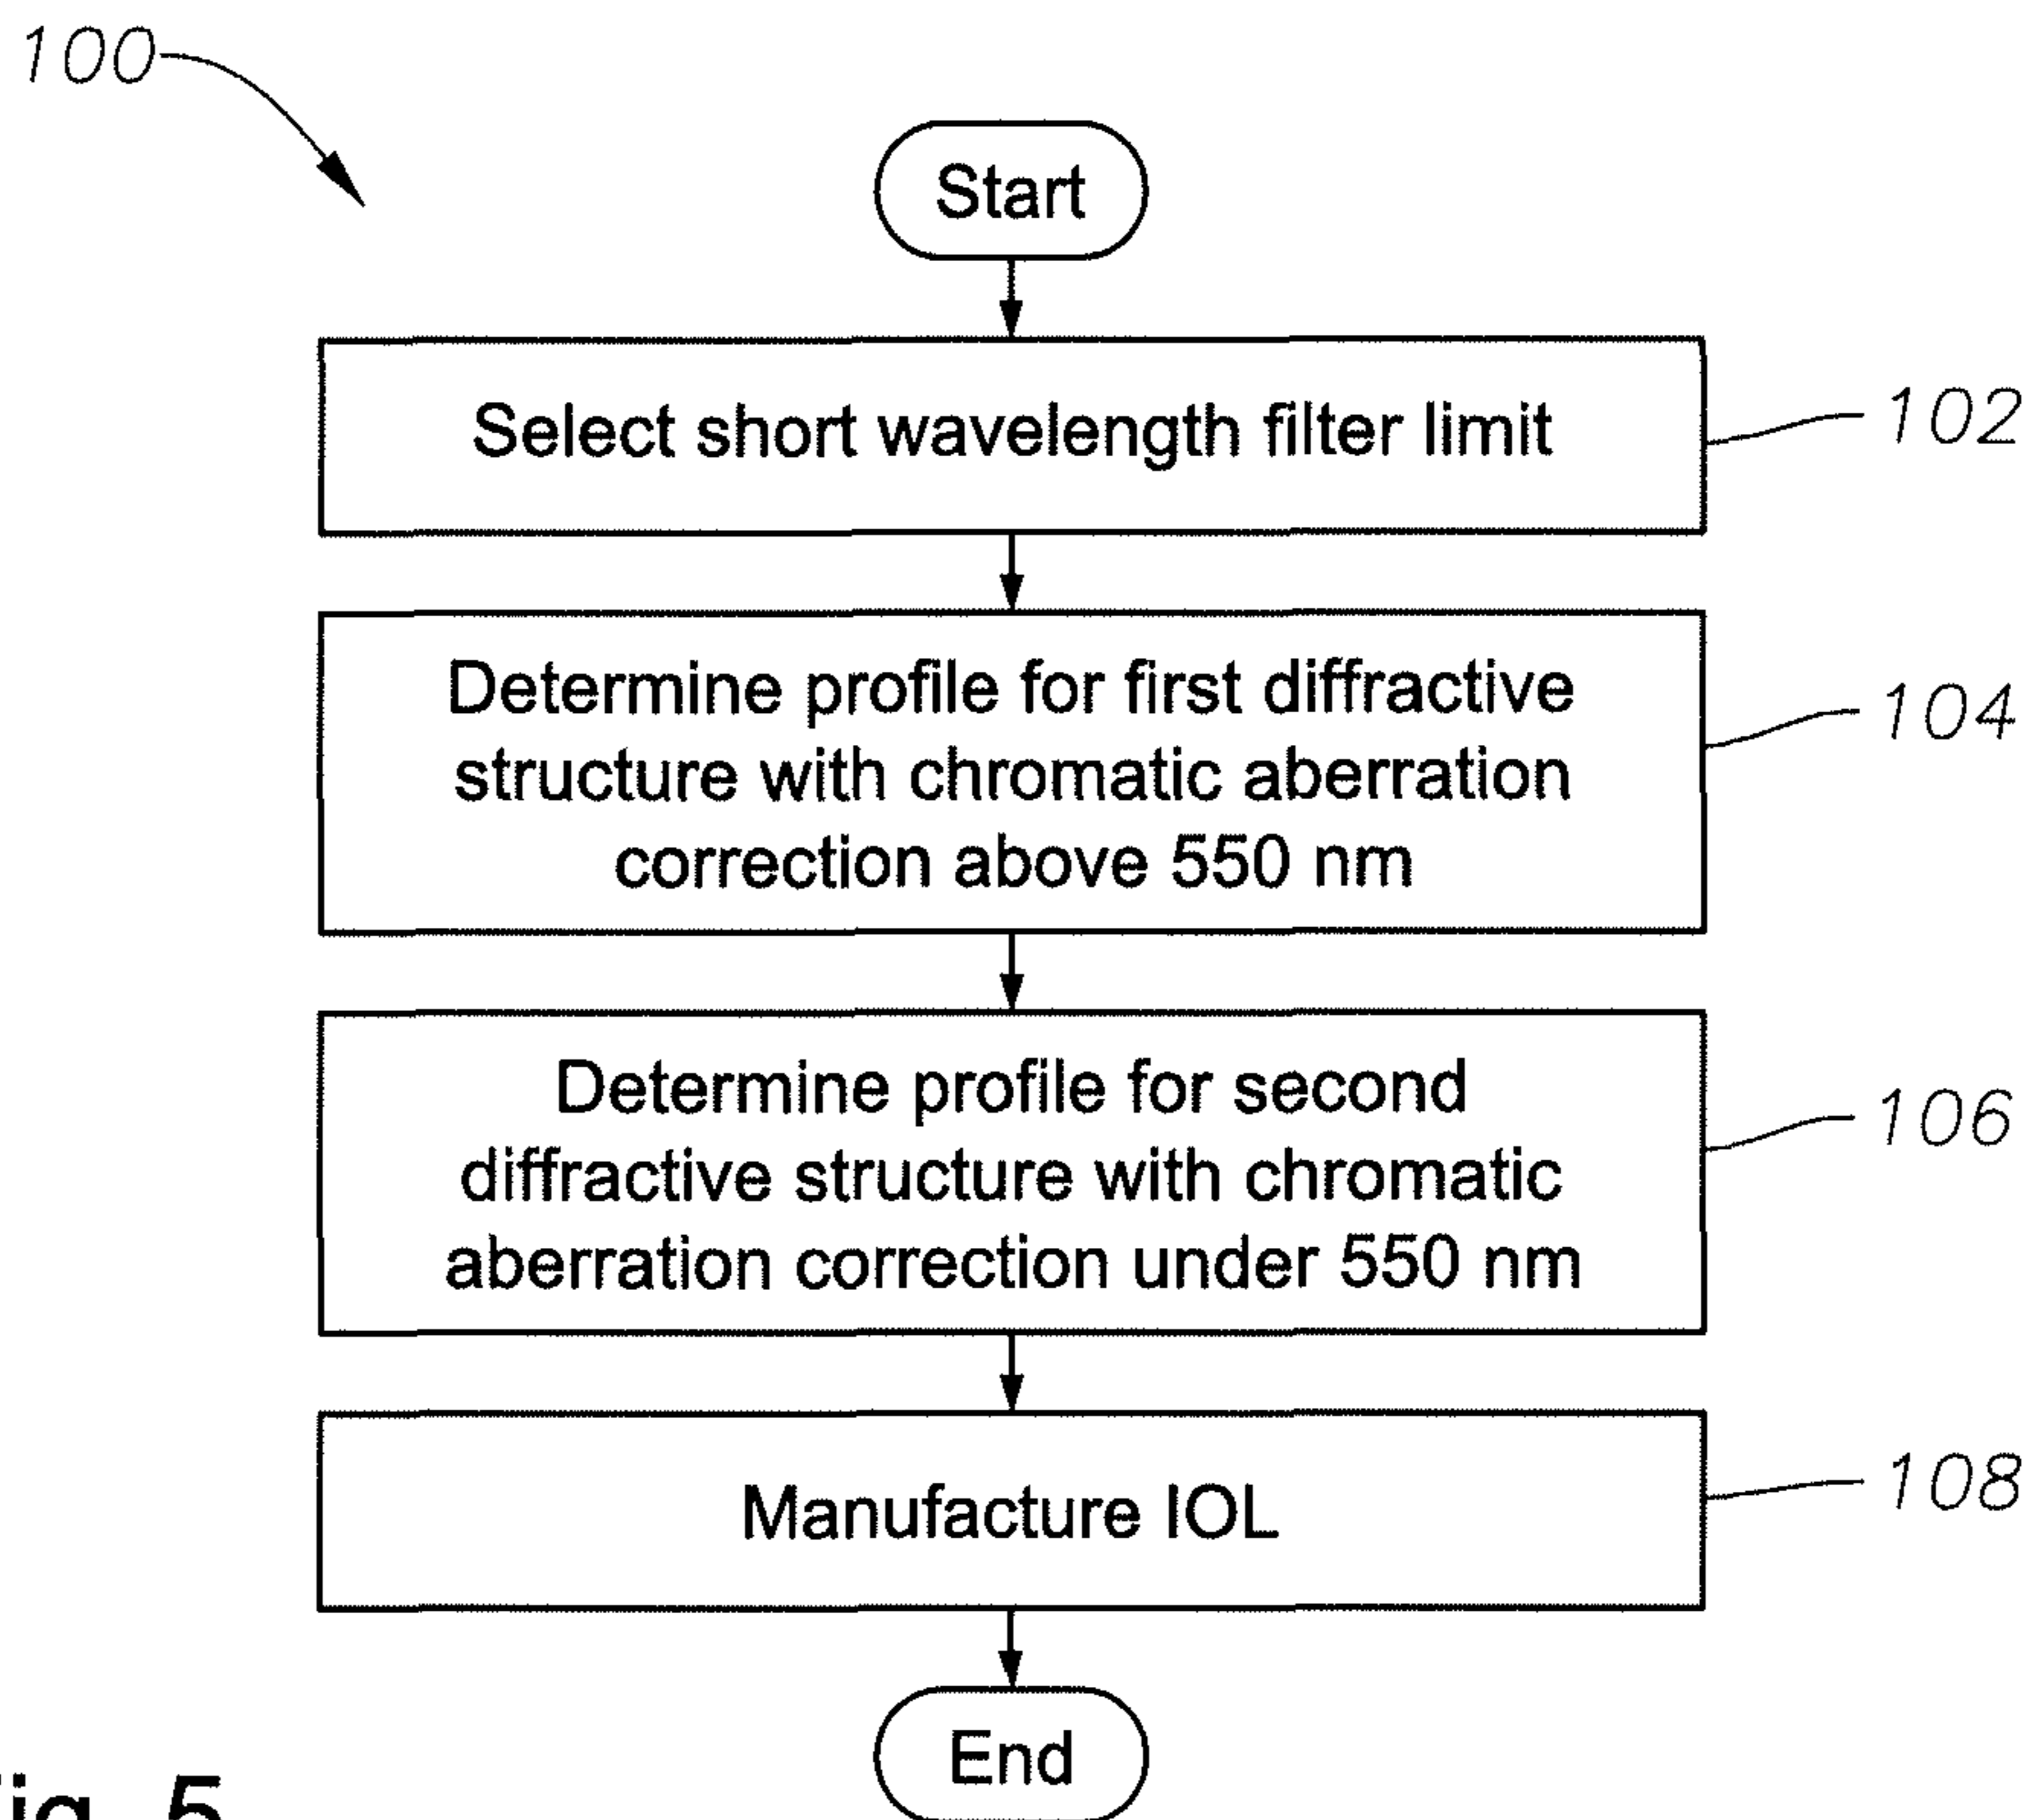 100
Start
Select short wavelength filter limit
102
Determine profile for first diffractive
structure with chromatic aberration
correction above 550 nm
104
Determine profile for second
diffractive structure with chromatic
aberration correction under 550 nm
106
Manufacture IOL
108
End
ig. 5